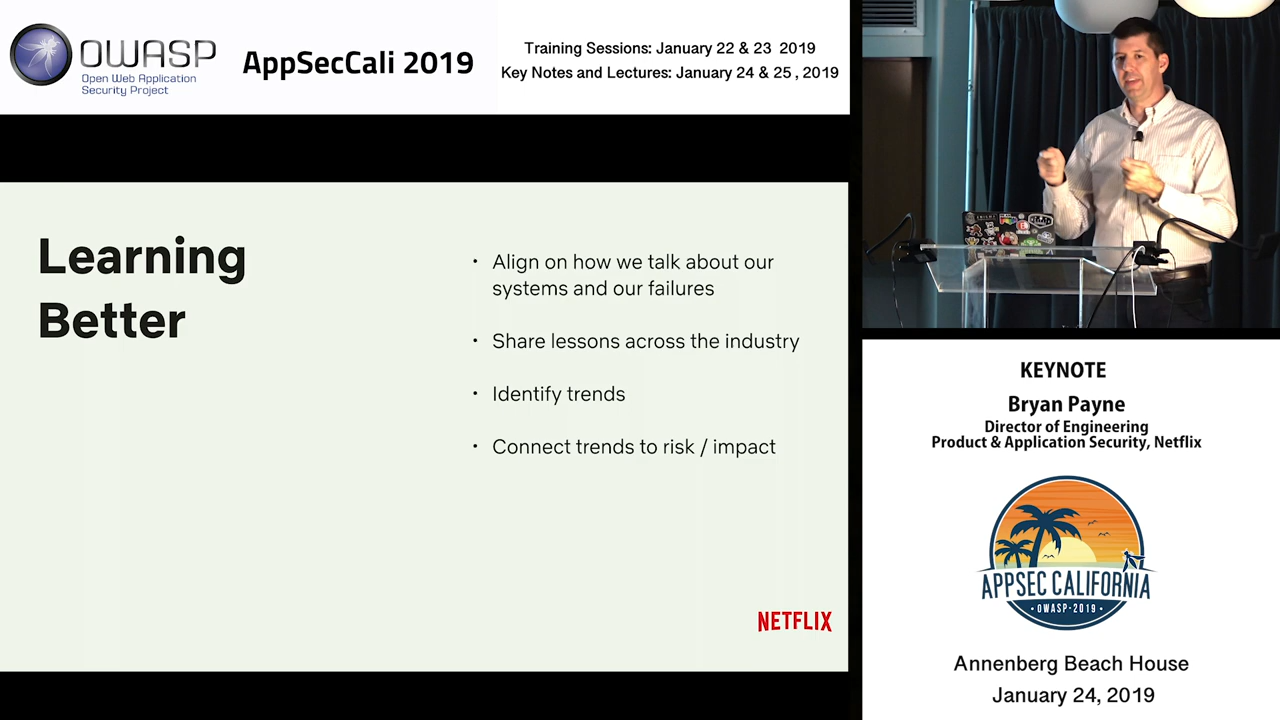 OWASP
Open Web Application
Security Project
AppSecCali 2019
Training Sessions: January 22 & 23 2019
Key Notes and Lectures: January 24 & 25 , 2019
Learning
Better
• Align on how we talk about our
systems and our failures
• Share lessons across the industry
• Identify trends
• Connect trends to risk / impact
NETFLIX
KEYNOTE
Bryan Payne
Director of Engineering
Product & Application Security, Netflix
APPSEC CALIFORNIA
• OWASP-2019 •
Annenberg Beach House
January 24, 2019